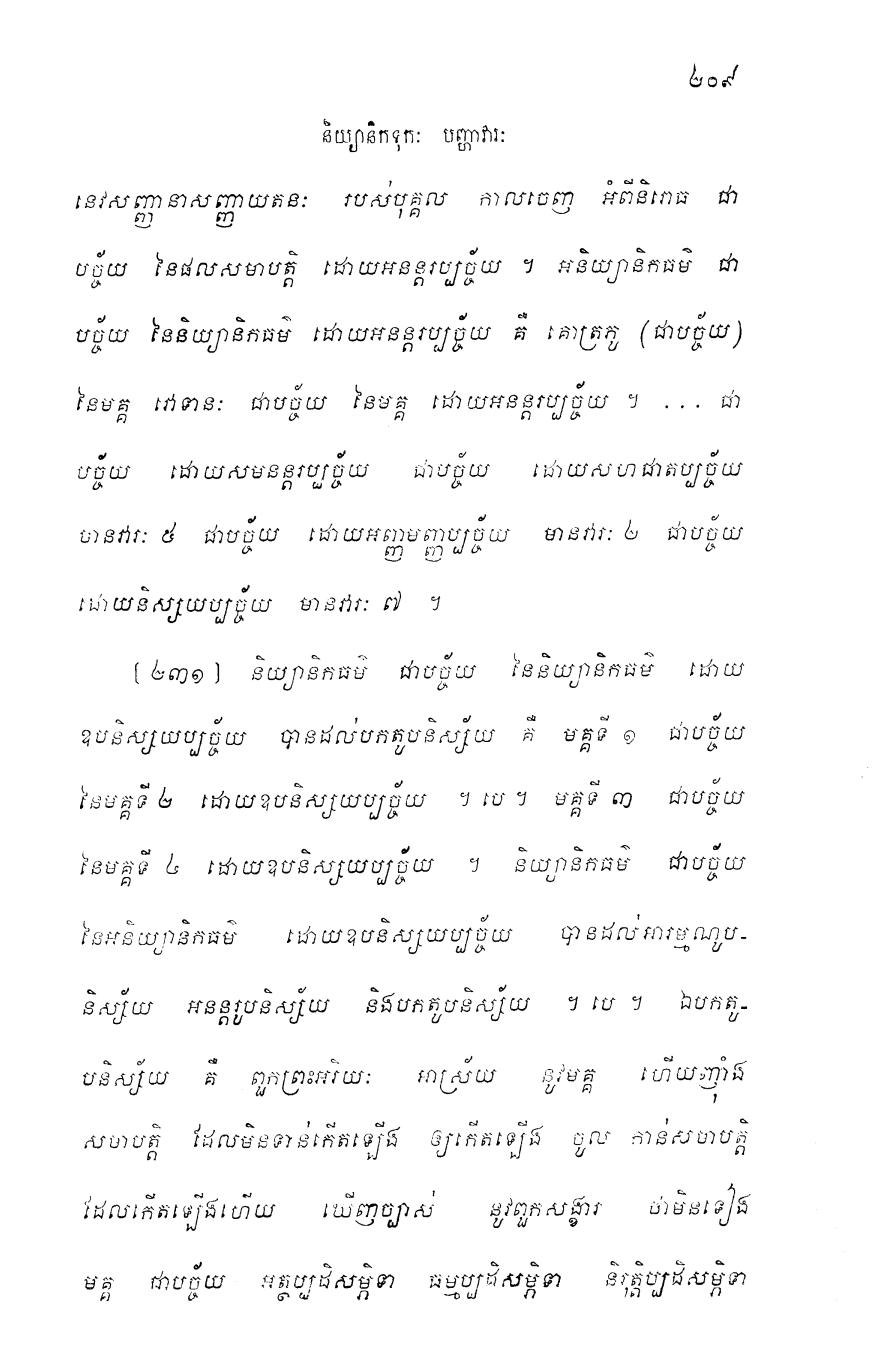 ២០៩
និយ្យានិកទុកៈ បញ្ហាវារៈ
នេវសញ្ញានាសញ្ញាយតនៈ របស់បុគ្គល កាលចេញ អំពីនិរោធ ជា
បច្ច័យ នៃផលសមាបត្តិ ដោយអនន្តរប្បច្ច័យ ។ អនិយ្យានិកធម៌ ជា
បច្ច័យ នៃនិយ្យានិកធម៌ ដោយអនន្តរប្បច្ច័យ គឺ គោត្រភូ (ជាបច្ច័យ)
នៃមគ្គ វោទានៈ ជាបច្ច័យ នៃមគ្គ ដោយអនន្តរប្បច្ច័យ ។ ... ជា
បច្ច័យ ដោយសមនន្តរប្បច្ច័យ ជាបច្ច័យ ដោយសហជាតប្បច្ច័យ
មានវារៈ ៥ ជាបច្ច័យ ដោយអញ្ញមញ្ញប្បច្ច័យ មានវារៈ ២ ជាបច្ច័យ
ដោយនិស្សយប្បច្ច័យ មានវារៈ ៧ ។
[២៣១] និយ្យានិកធម៌ ជាបច្ច័យ នៃនិយ្យានិកធម៌ ដោយ
ឧបនិស្សយប្បច្ច័យ បានដល់បកតូបនិស្ស័យ គឺ មគ្គទី ១ ជាបច្ច័យ
នៃមគ្គទី ២ ដោយឧបនិស្សយប្បច្ច័យ ។ បេ ។ មគ្គទី ៣ ជាបច្ច័យ
នៃមគ្គទី ៤ ដោយឧបនិស្សយប្បច្ច័យ ។ និយ្យានិកធម៌ ជាបច្ច័យ
នៃអនិយ្យានិកធម៌ ដោយឧបនិស្សយប្បច្ច័យ បានដល់អារម្មណូប-
និស្ស័យ អនន្តរូបនិស្ស័យ និងបកតូបនិស្ស័យ ។ បេ ។ ឯបកតូ-
បនិស្ស័យ គឺ ពួកព្រះអរិយៈ អាស្រ័យ នូវមគ្គ ហើយញ៉ាំង
សមាបត្តិ ដែលមិនទាន់កើតឡើង ឲ្យកើតឡើង ចូល កាន់សមាបត្តិ
ដែលកើតឡើងហើយ ឃើញច្បាស់ នូវពួកសង្ខារ ថាមិនទៀង
មគ្គ ជាបច្ច័យ អត្ថប្បដិសម្ភិទា ធម្មប្បដិសម្ភិទា និរុត្តិប្បដិសម្ភិទា